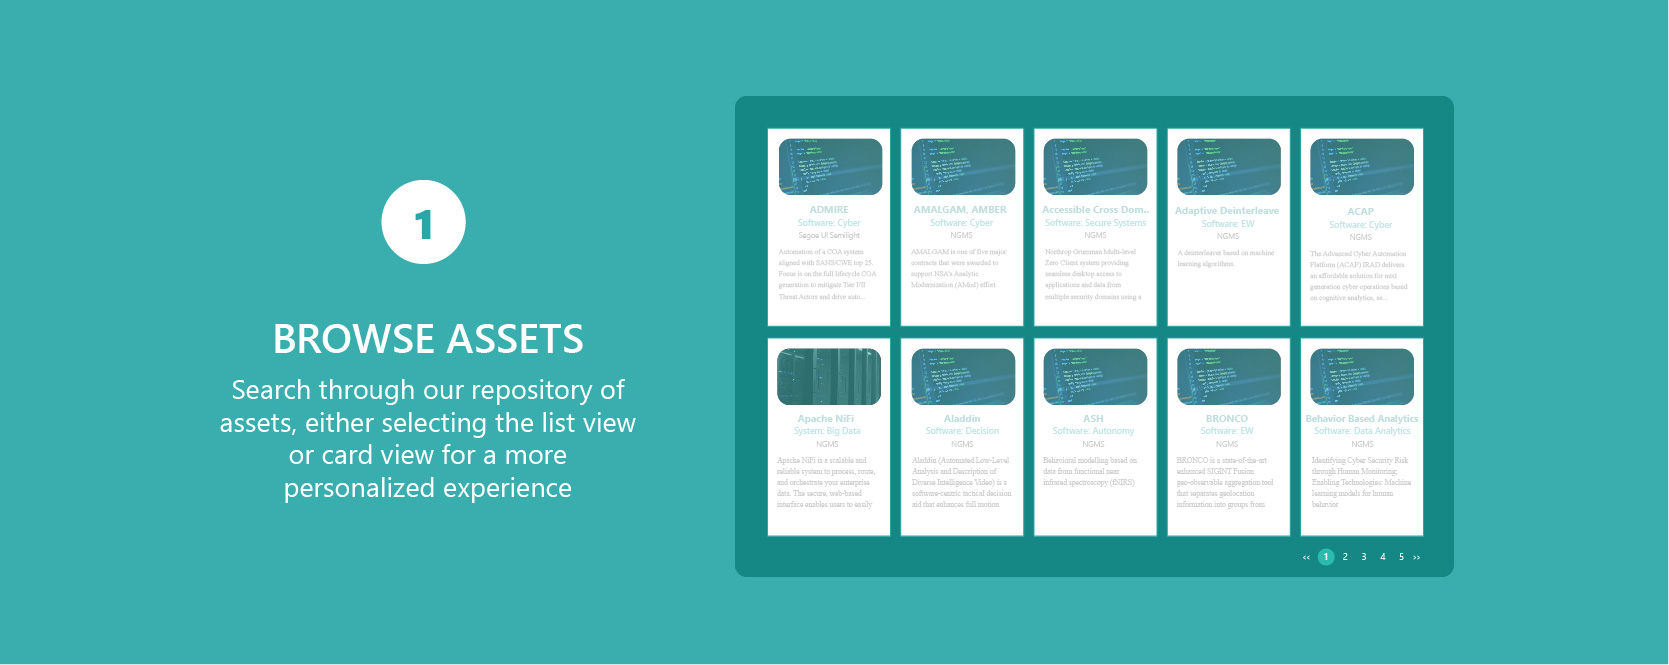 1
BROWSE ASSETS
Search through our repository of
assets, either selecting the list view
or card view for a more
personalized experience
ADMIRE
Software: Cyber
Segoe UI Semilight
Automation of a COA system
aligned with SANS/CWE top 25.
Focus is on the full lifecycle COA
generation to mitigate Tier I/II
Threat Actors and drive auto...
AMALGAM, AMBER
Software: Cyber
NGMS
AMALGAM is one of five major
contracts that were awarded to
support NSA's Analytic
Modernization (AMod) effort
Accessible Cross Dom..
Software: Secure Systems
NGMS
Northrop Grumman Multi-level
Zero Client system providing
seamless desktop access to
applications and data from
multiple security domains using a
Adaptive Deinterleave
Software: EW
NGMS
A deinterleaver based on machine
learning algorithms
ACAP
Software: Cyber
NGMS
The Advanced Cyber Automation
Platform (ACAP) IRAD delivers
an affordable solution for next
generation cyber operations based
on cognitive analytics, or...
Apache NiFi
System: Big Data
NGMS
Apache NiFi is a scalable and
reliable system to process, route,
and orchestrate your enterprise
data. The secure, web-based
interface enables users to easily
Aladdin
Software: Decision
NGMS
Aladdin (Automated Low-Level
Analysis and Description of
Diverse Intelligence Video) is a
software-centric tactical decision
aid that enhances full motion
ASH
Software: Autonomy
NGMS
Behavioral modelling based on
data from functional near
infrared spectroscopy (fNIRS)
BRONCO
Software: EW
NGMS
BRONCO is a state-of-the-art
enhanced SIGINT Fusion
geo-observable aggregation tool
that separates geolocation
information into groups from
Behavior Based Analytics
Software: Data Analytics
NGMS
Identifying Cyber Security Risk
through Human Monitoring;
Enabling Technologies: Machine
learning models for human
behavior
‹‹ 1 2 3 4 5 ››